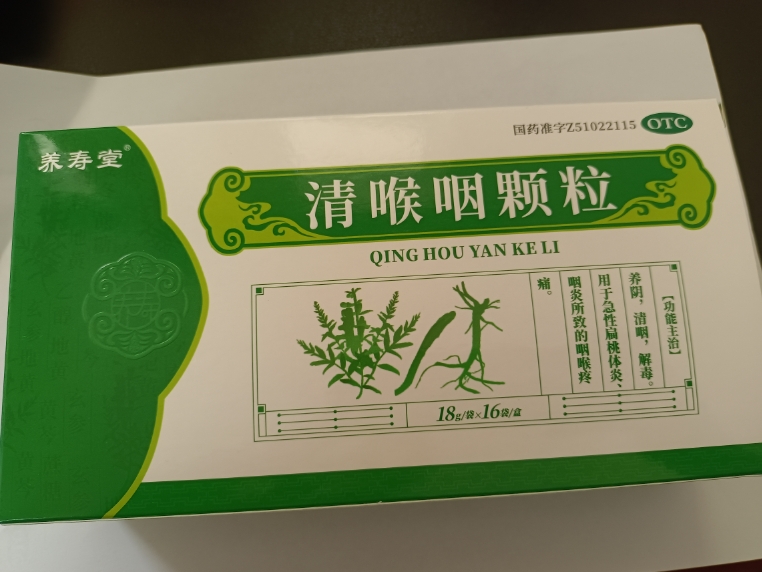 养寿堂®
国药准字Z51022115
OTC
清喉咽颗粒
QING HOU YAN KE LI
【功能主治】
养阴,清咽,解毒。
用于急性扁桃体炎、
咽炎所致的咽喉疼
痛。
18g/袋×16袋/盒